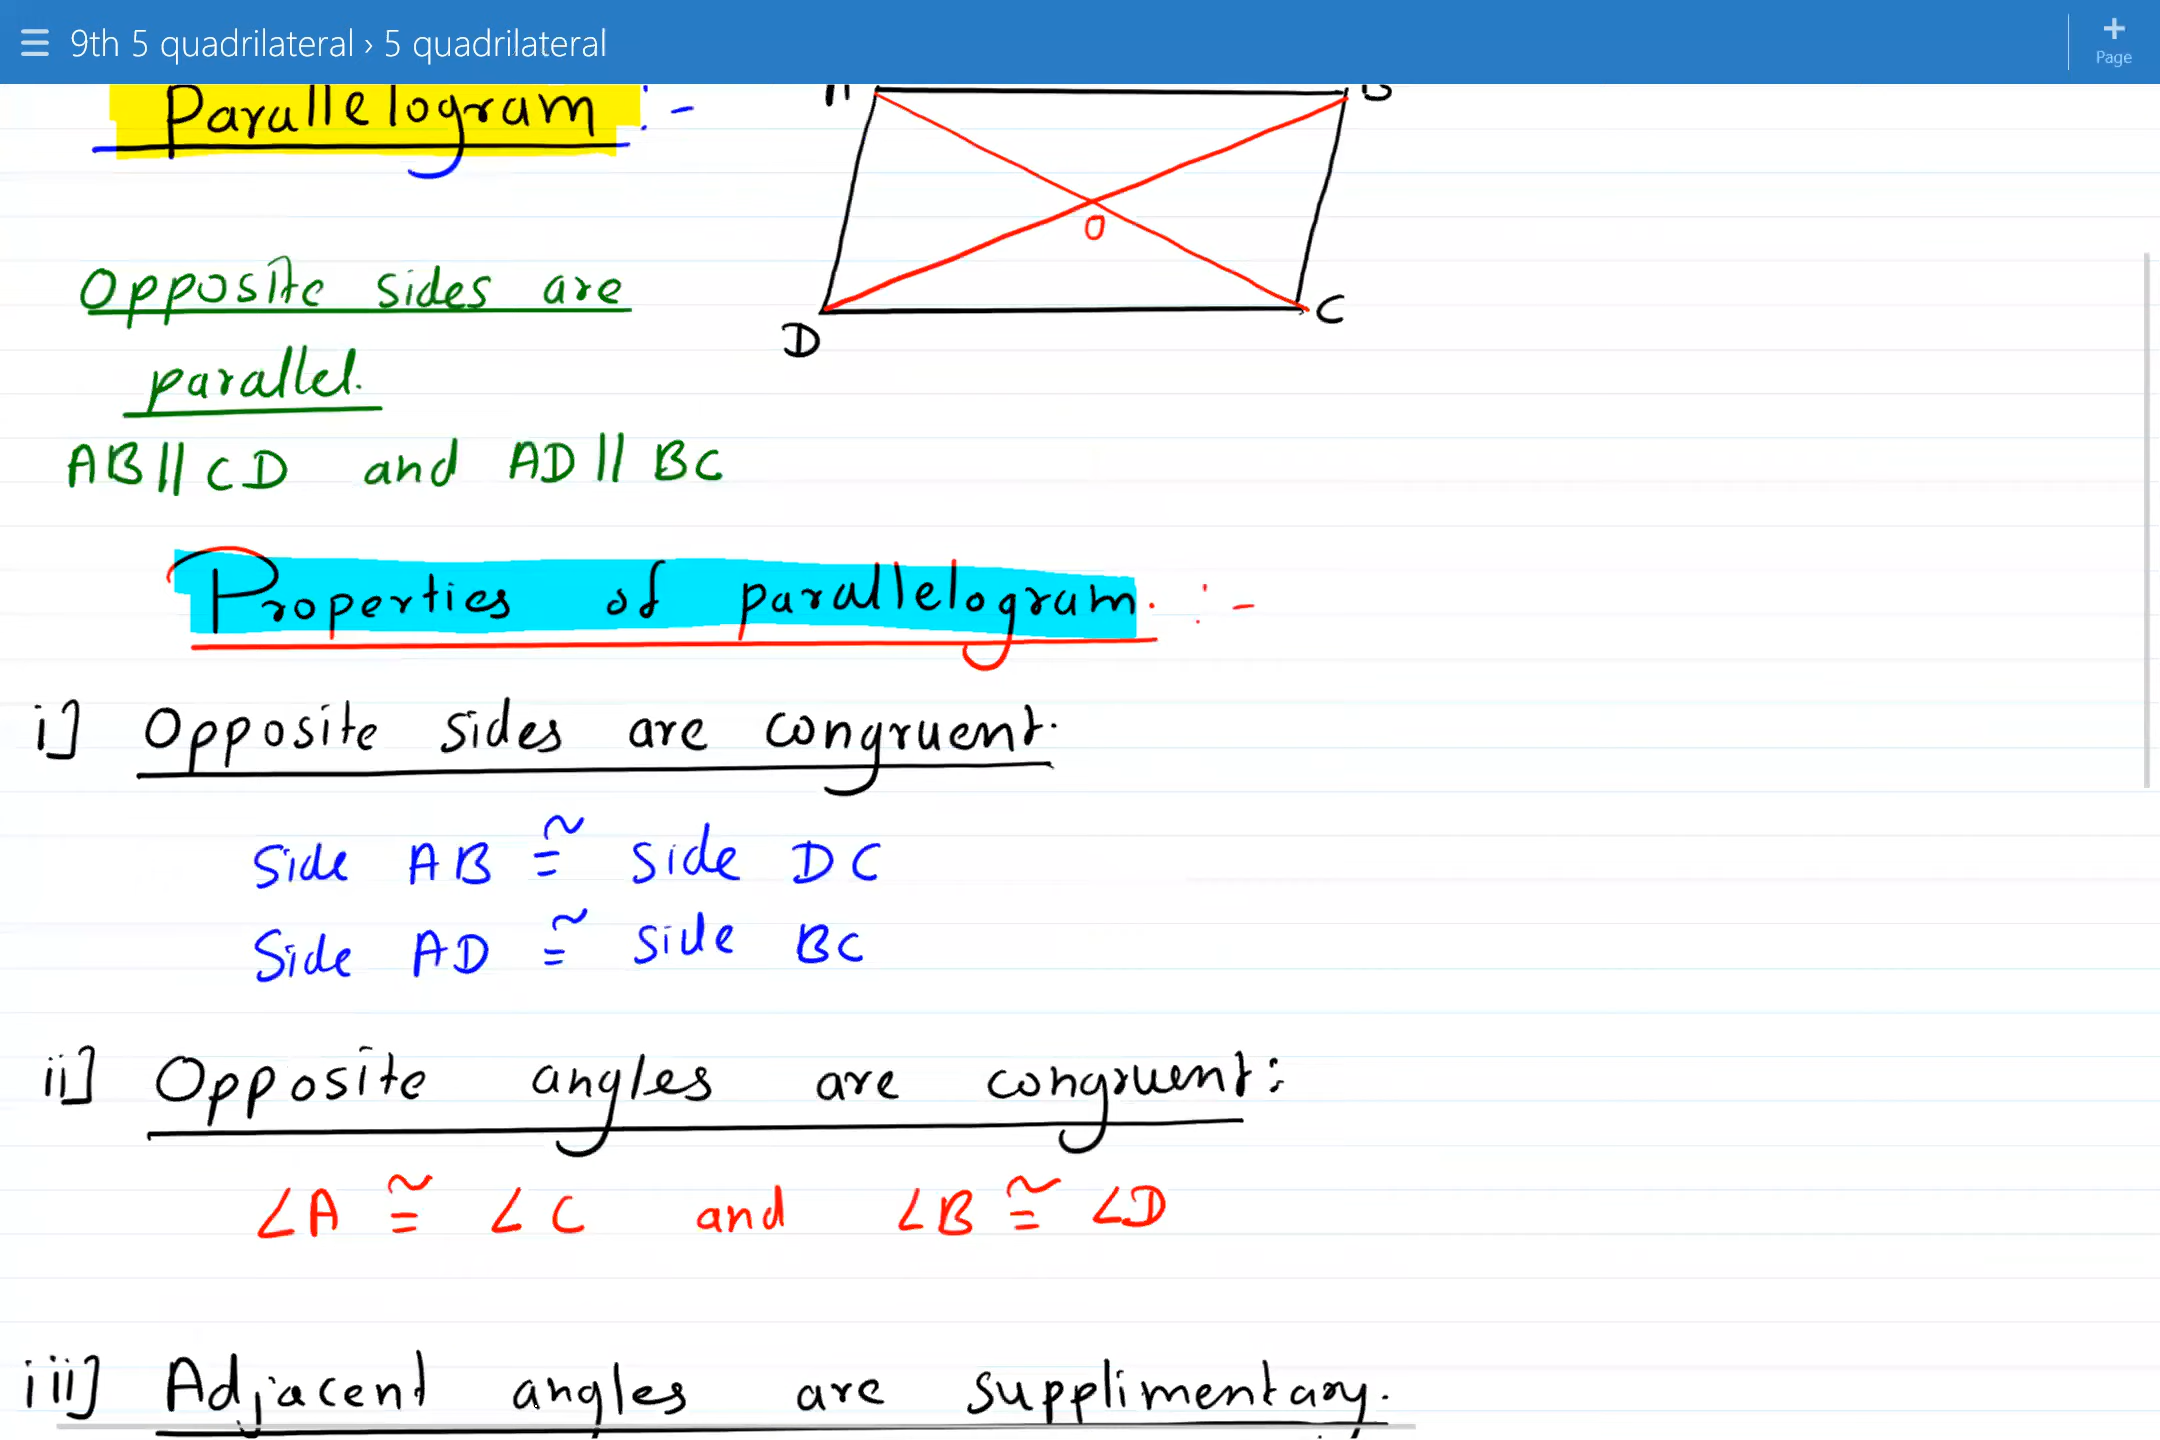 9th 5 quadrilateral › 5 quadrilateral
+
Page
Parallelogram :-
A B
O
Opposite sides are
D C
parallel.
AB || CD and AD || BC
Properties of parallelogram. :-
i] Opposite sides are congruent.
Side AB ≅ side DC
Side AD ≅ side BC
ii] Opposite angles are congruent:
∠A ≅ ∠C and ∠B ≅ ∠D
iii] Adjacent angles are supplimentary.